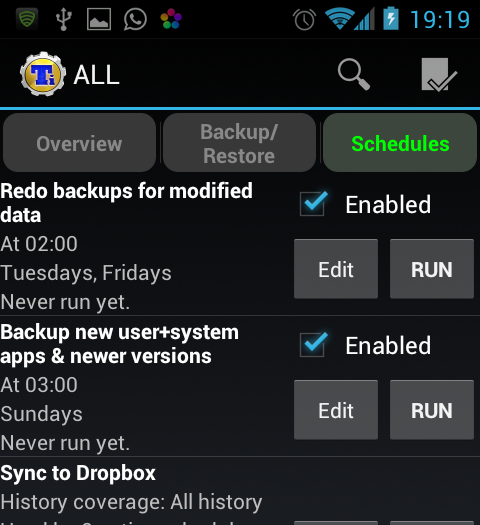 19:19
Ti ALL
Overview
Backup/
Restore
Schedules
Redo backups for modified
data
Enabled
At 02:00
Tuesdays, Fridays
Never run yet.
Edit
RUN
Backup new user+system
apps & newer versions
Enabled
At 03:00
Sundays
Never run yet.
Edit
RUN
Sync to Dropbox
History coverage: All history